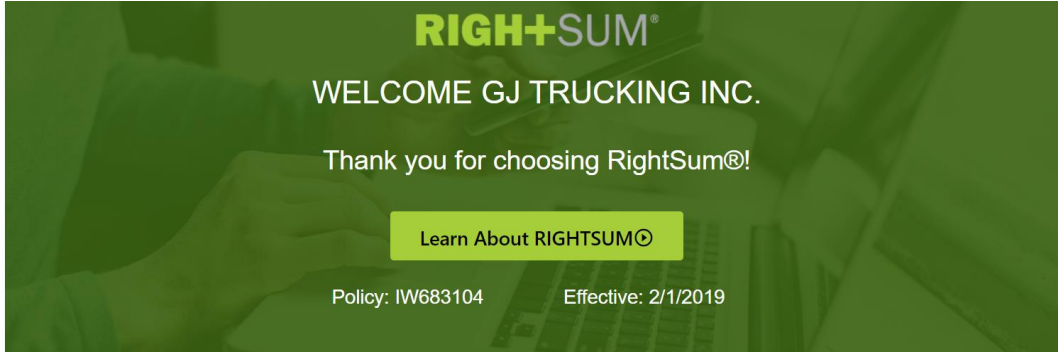 RIGH+SUM®
WELCOME GJ TRUCKING INC.
Thank you for choosing RightSum®!
Learn About RIGHTSUM
Policy: IW683104 Effective: 2/1/2019